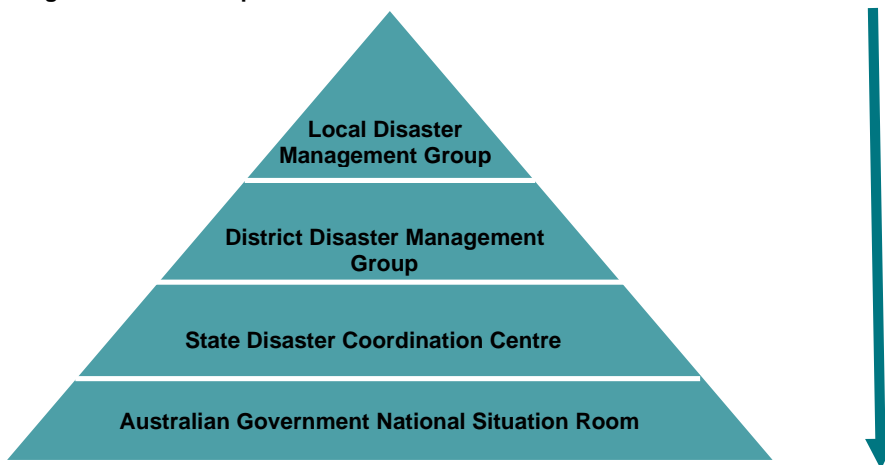 Local Disaster
Management Group
District Disaster Management
Group
State Disaster Coordination Centre
Australian Government National Situation Room